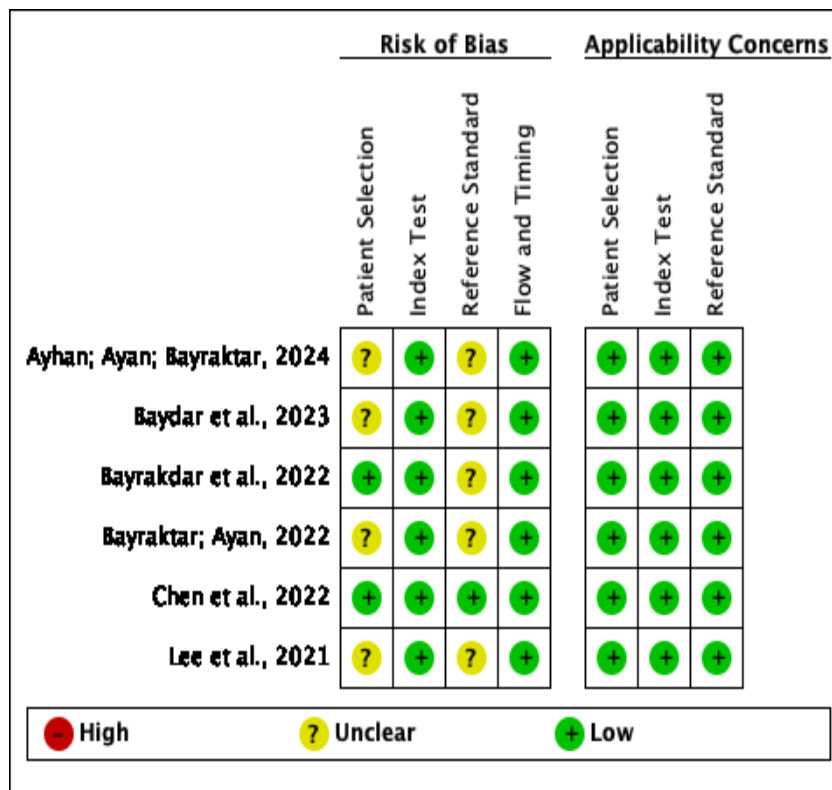 Risk of Bias Applicability Concerns
Patient Selection
Index Test
Reference Standard
Flow and Timing
Patient Selection
Index Test
Reference Standard
Ayhan; Ayan; Bayraktar, 2024 ? + ? + + + +
Baydar et al., 2023 ? + ? + + + +
Bayrakdar et al., 2022 + + ? + + + +
Bayraktar; Ayan, 2022 ? + ? + + + +
Chen et al., 2022 + + + + + + +
Lee et al., 2021 ? + ? + + + +
- High ? Unclear + Low